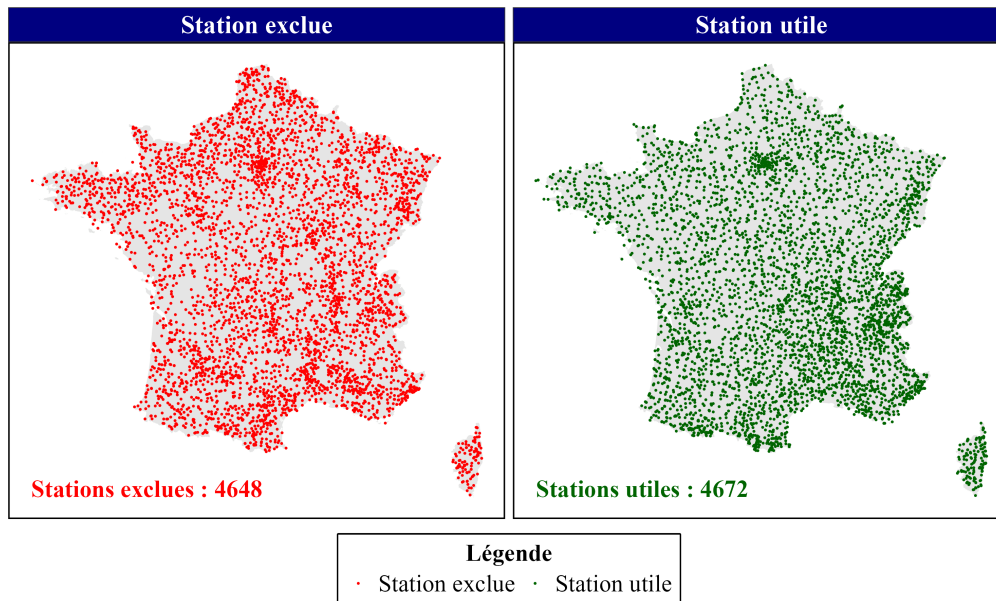 Station exclue
Station utile
Stations exclues : 4648
Stations utiles : 4672
Légende
Station exclue
Station utile